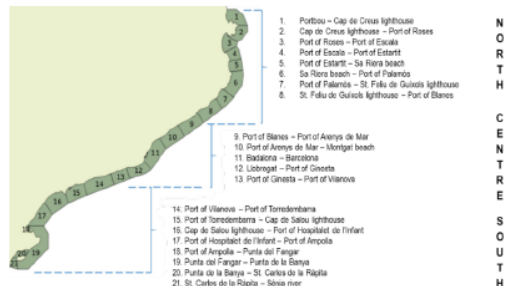 1. Portbou – Cap de Creus lighthouse
2. Cap de Creus lighthouse – Port of Roses
3. Port of Roses – Port of Escala
4. Port of Escala – Port of Estartit
5. Port of Estartit – Sa Riera beach
6. Sa Riera beach – Port of Palamós
7. Port of Palamós – St. Feliu de Guíxols lighthouse
8. St. Feliu de Guíxols lighthouse – Port of Blanes
NORTH
9. Port of Blanes – Port of Arenys de Mar
10. Port of Arenys de Mar – Montgat beach
11. Badalona – Barcelona
12. Llobregat – Port of Ginesta
13. Port of Ginesta – Port of Vilanova
CENTRE
14. Port of Vilanova – Port of Torredembarra
15. Port of Torredembarra – Cap de Salou lighthouse
16. Cap de Salou lighthouse – Port of Hospitalet de l'Infant
17. Port of Hospitalet de l'Infant – Port of Ampolla
18. Port of Ampolla – Punta del Fangar
19. Punta del Fangar – Punta de la Banya
20. Punta de la Banya – St. Carles de la Ràpita
21. St. Carles de la Ràpita – Sènia river
SOUTH
1
2
3
4
5
6
7
8
9
10
11
12
13
14
15
16
17
18
19
20
21